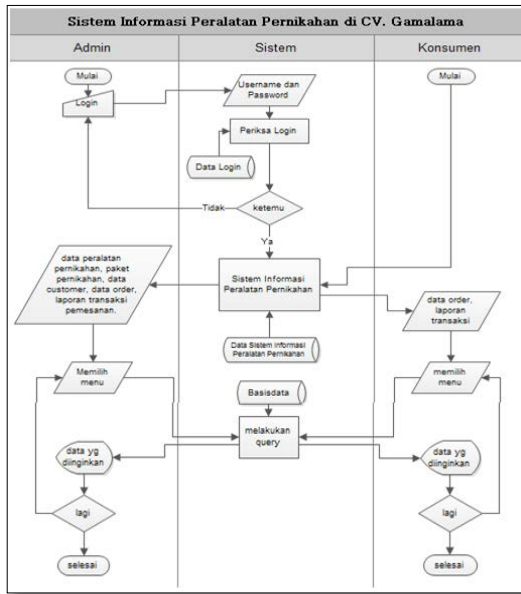 Sistem Informasi Peralatan Pernikahan di CV. Gamalama
Admin
Sistem
Konsumen
Mulai
Mulai
Login
Username dan
Password
Periksa Login
Data Login
Tidak
ketemu
Ya
data peralatan
pernikahan, paket
pernikahan, data
customer, data order,
laporan transaksi
pemesanan.
Sistem Informasi
Peralatan Pernikahan
data order,
laporan
transaksi
Data Sistem Informasi
Peralatan Pernikahan
Memilih
menu
Basisdata
memilih
menu
melakukan
query
data yg
diinginkan
data yg
diinginkan
lagi
lagi
selesai
selesai